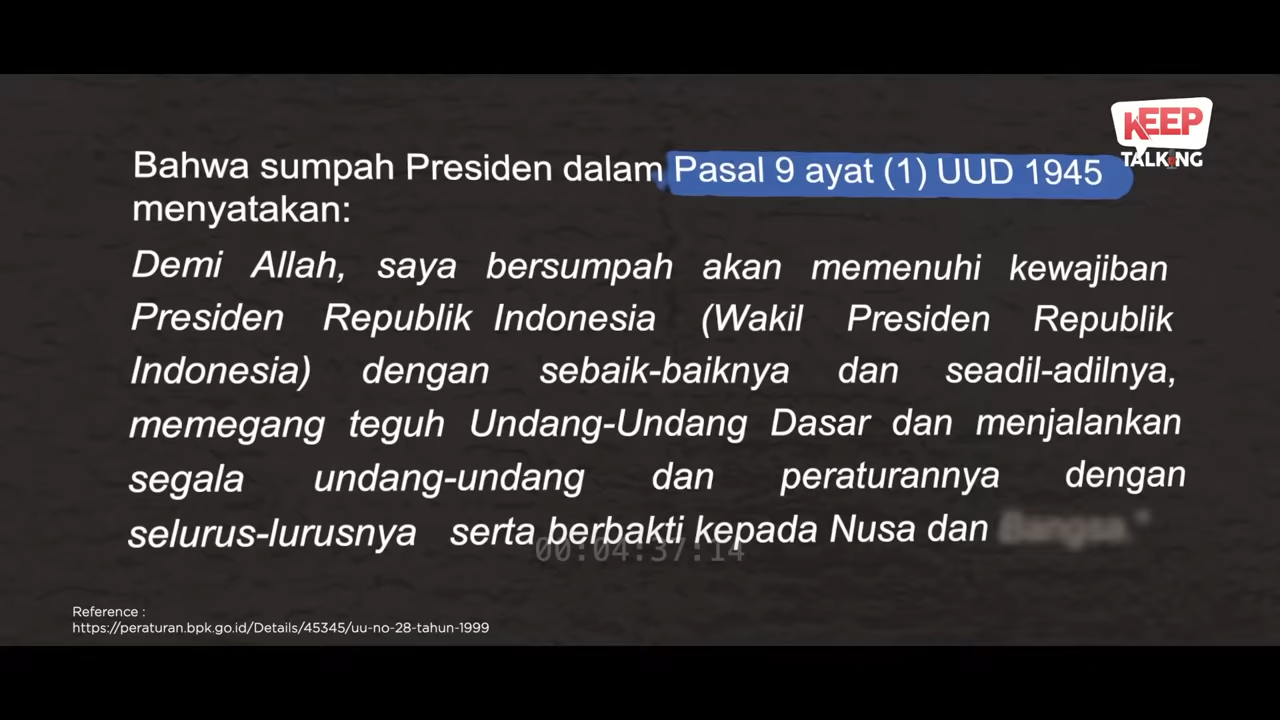 KEEP
TALKING
Bahwa sumpah Presiden dalam Pasal 9 ayat (1) UUD 1945
menyatakan:
Demi Allah, saya bersumpah akan memenuhi kewajiban
Presiden Republik Indonesia (Wakil Presiden Republik
Indonesia) dengan sebaik-baiknya dan seadil-adilnya,
memegang teguh Undang-Undang Dasar dan menjalankan
segala undang-undang dan peraturannya dengan
selurus-lurusnya serta berbakti kepada Nusa dan Bangsa."
00:04:37:14
Reference :
https://peraturan.bpk.go.id/Details/45345/uu-no-28-tahun-1999